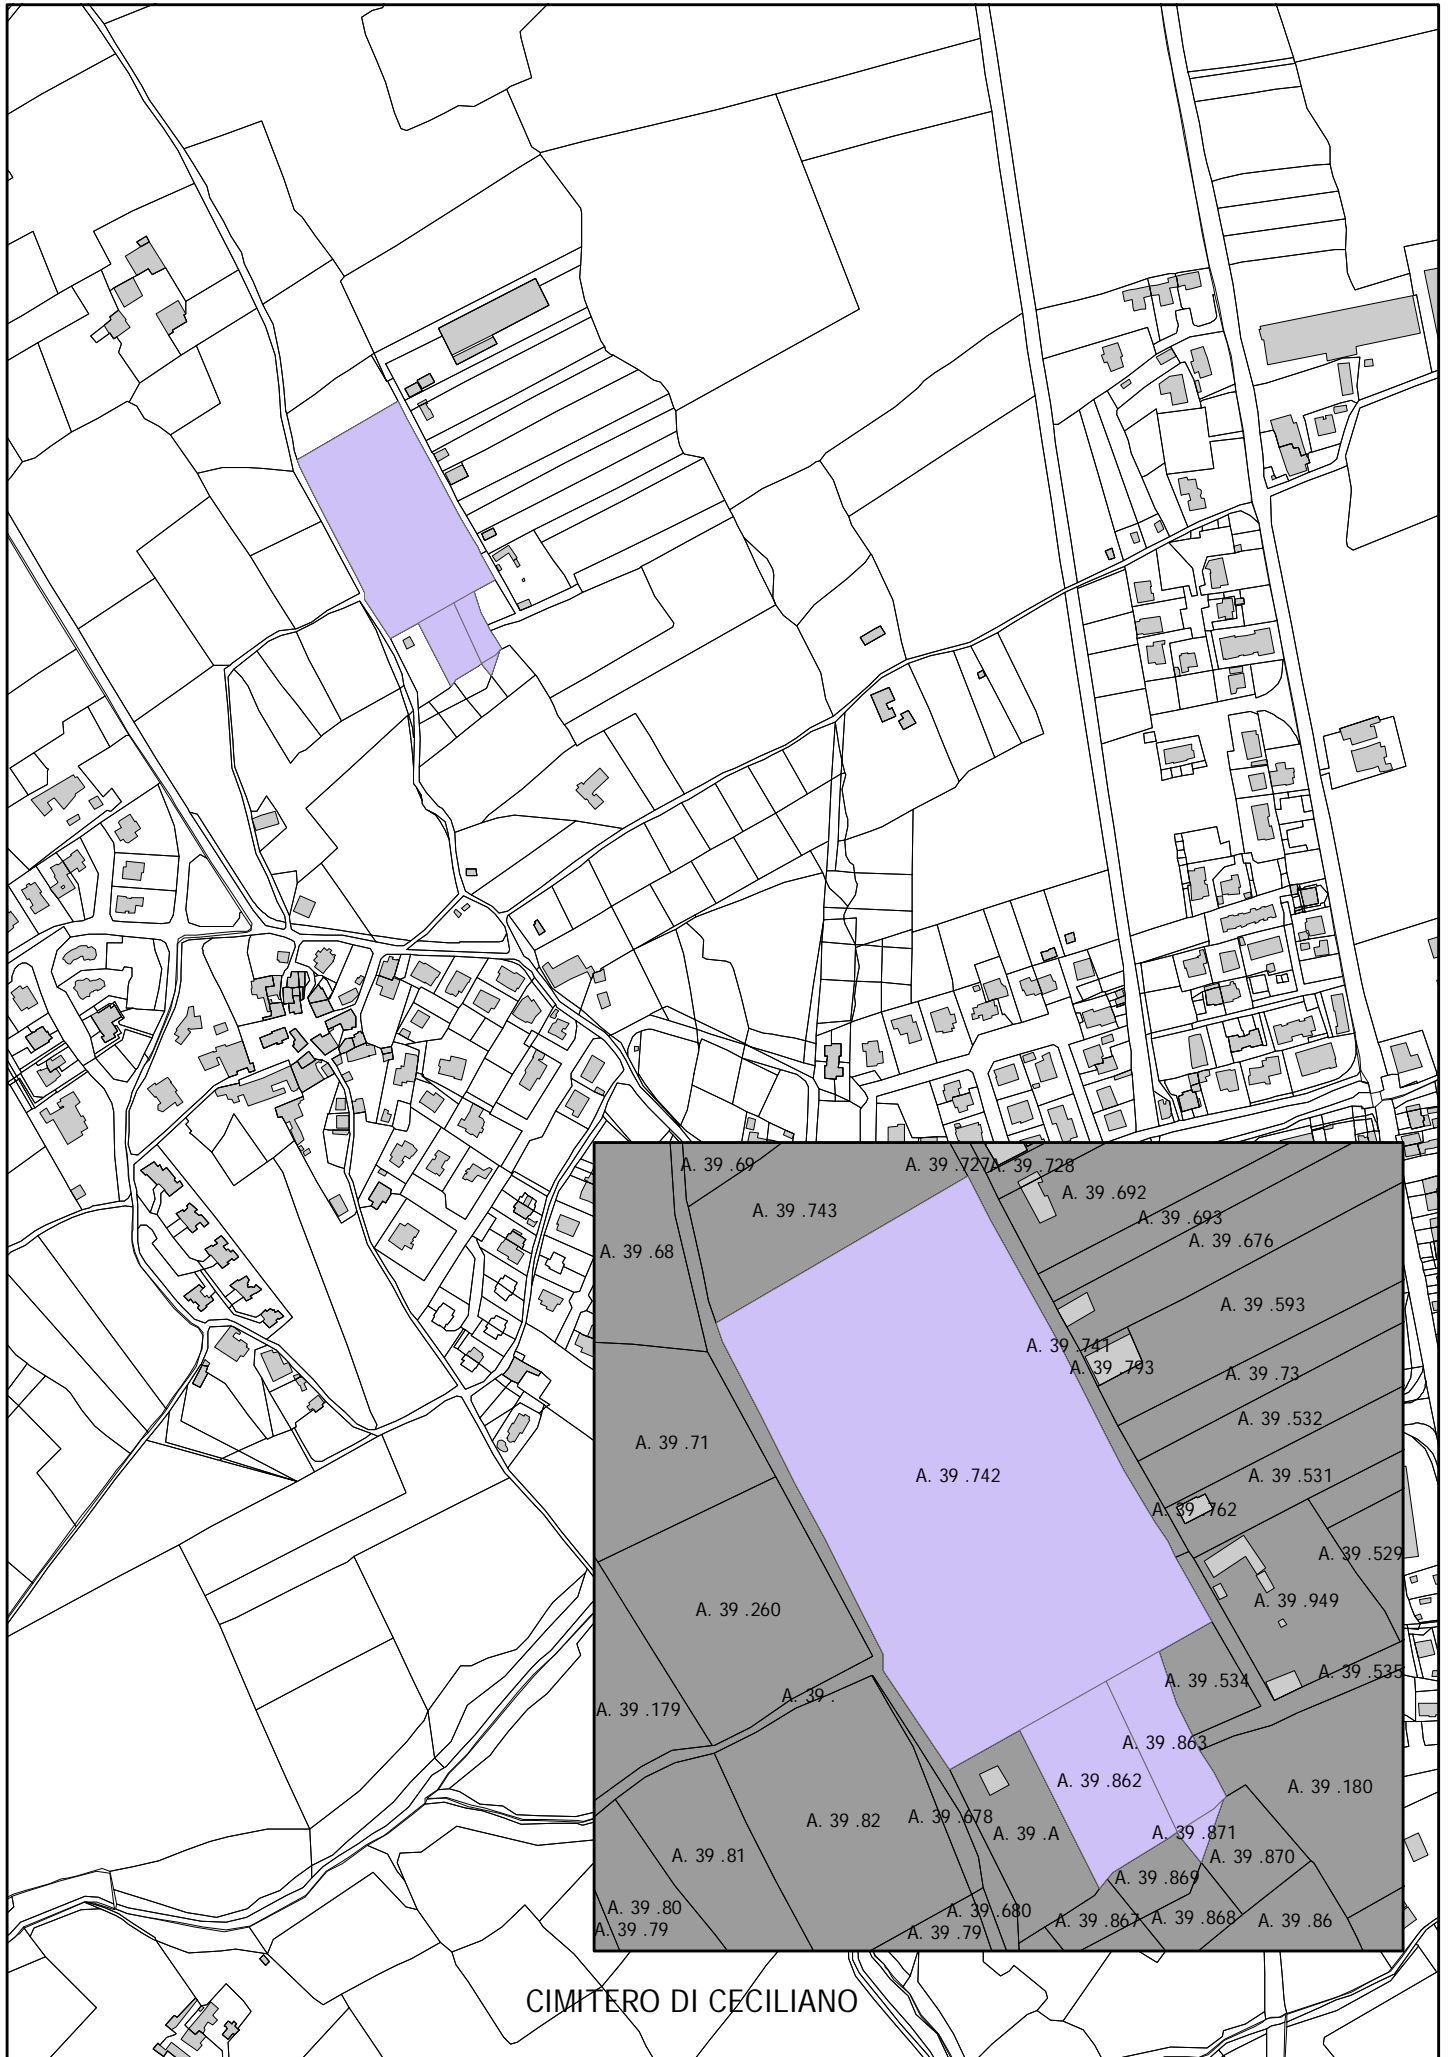 A. 39 .69
A. 39 .727
A. 39 .728
A. 39 .692
A. 39 .743
A. 39 .693
A. 39 .676
A. 39 .68
A. 39 .593
A. 39 .741
A. 39 .793
A. 39 .73
A. 39 .532
A. 39 .71
A. 39 .742
A. 39 .531
A. 39 .762
A. 39 .529
A. 39 .260
A. 39 .949
A. 39 .535
A. 39 .534
A. 39 .
A. 39 .179
A. 39 .863
A. 39 .862
A. 39 .180
A. 39 .678
A. 39 .82
A. 39 .A
A. 39 .871
A. 39 .81
A. 39 .870
A. 39 .869
A. 39 .80
A. 39 .680
A. 39 .867
A. 39 .868
A. 39 .86
A. 39 .79
A. 39 .79
CIMITERO DI CECILIANO